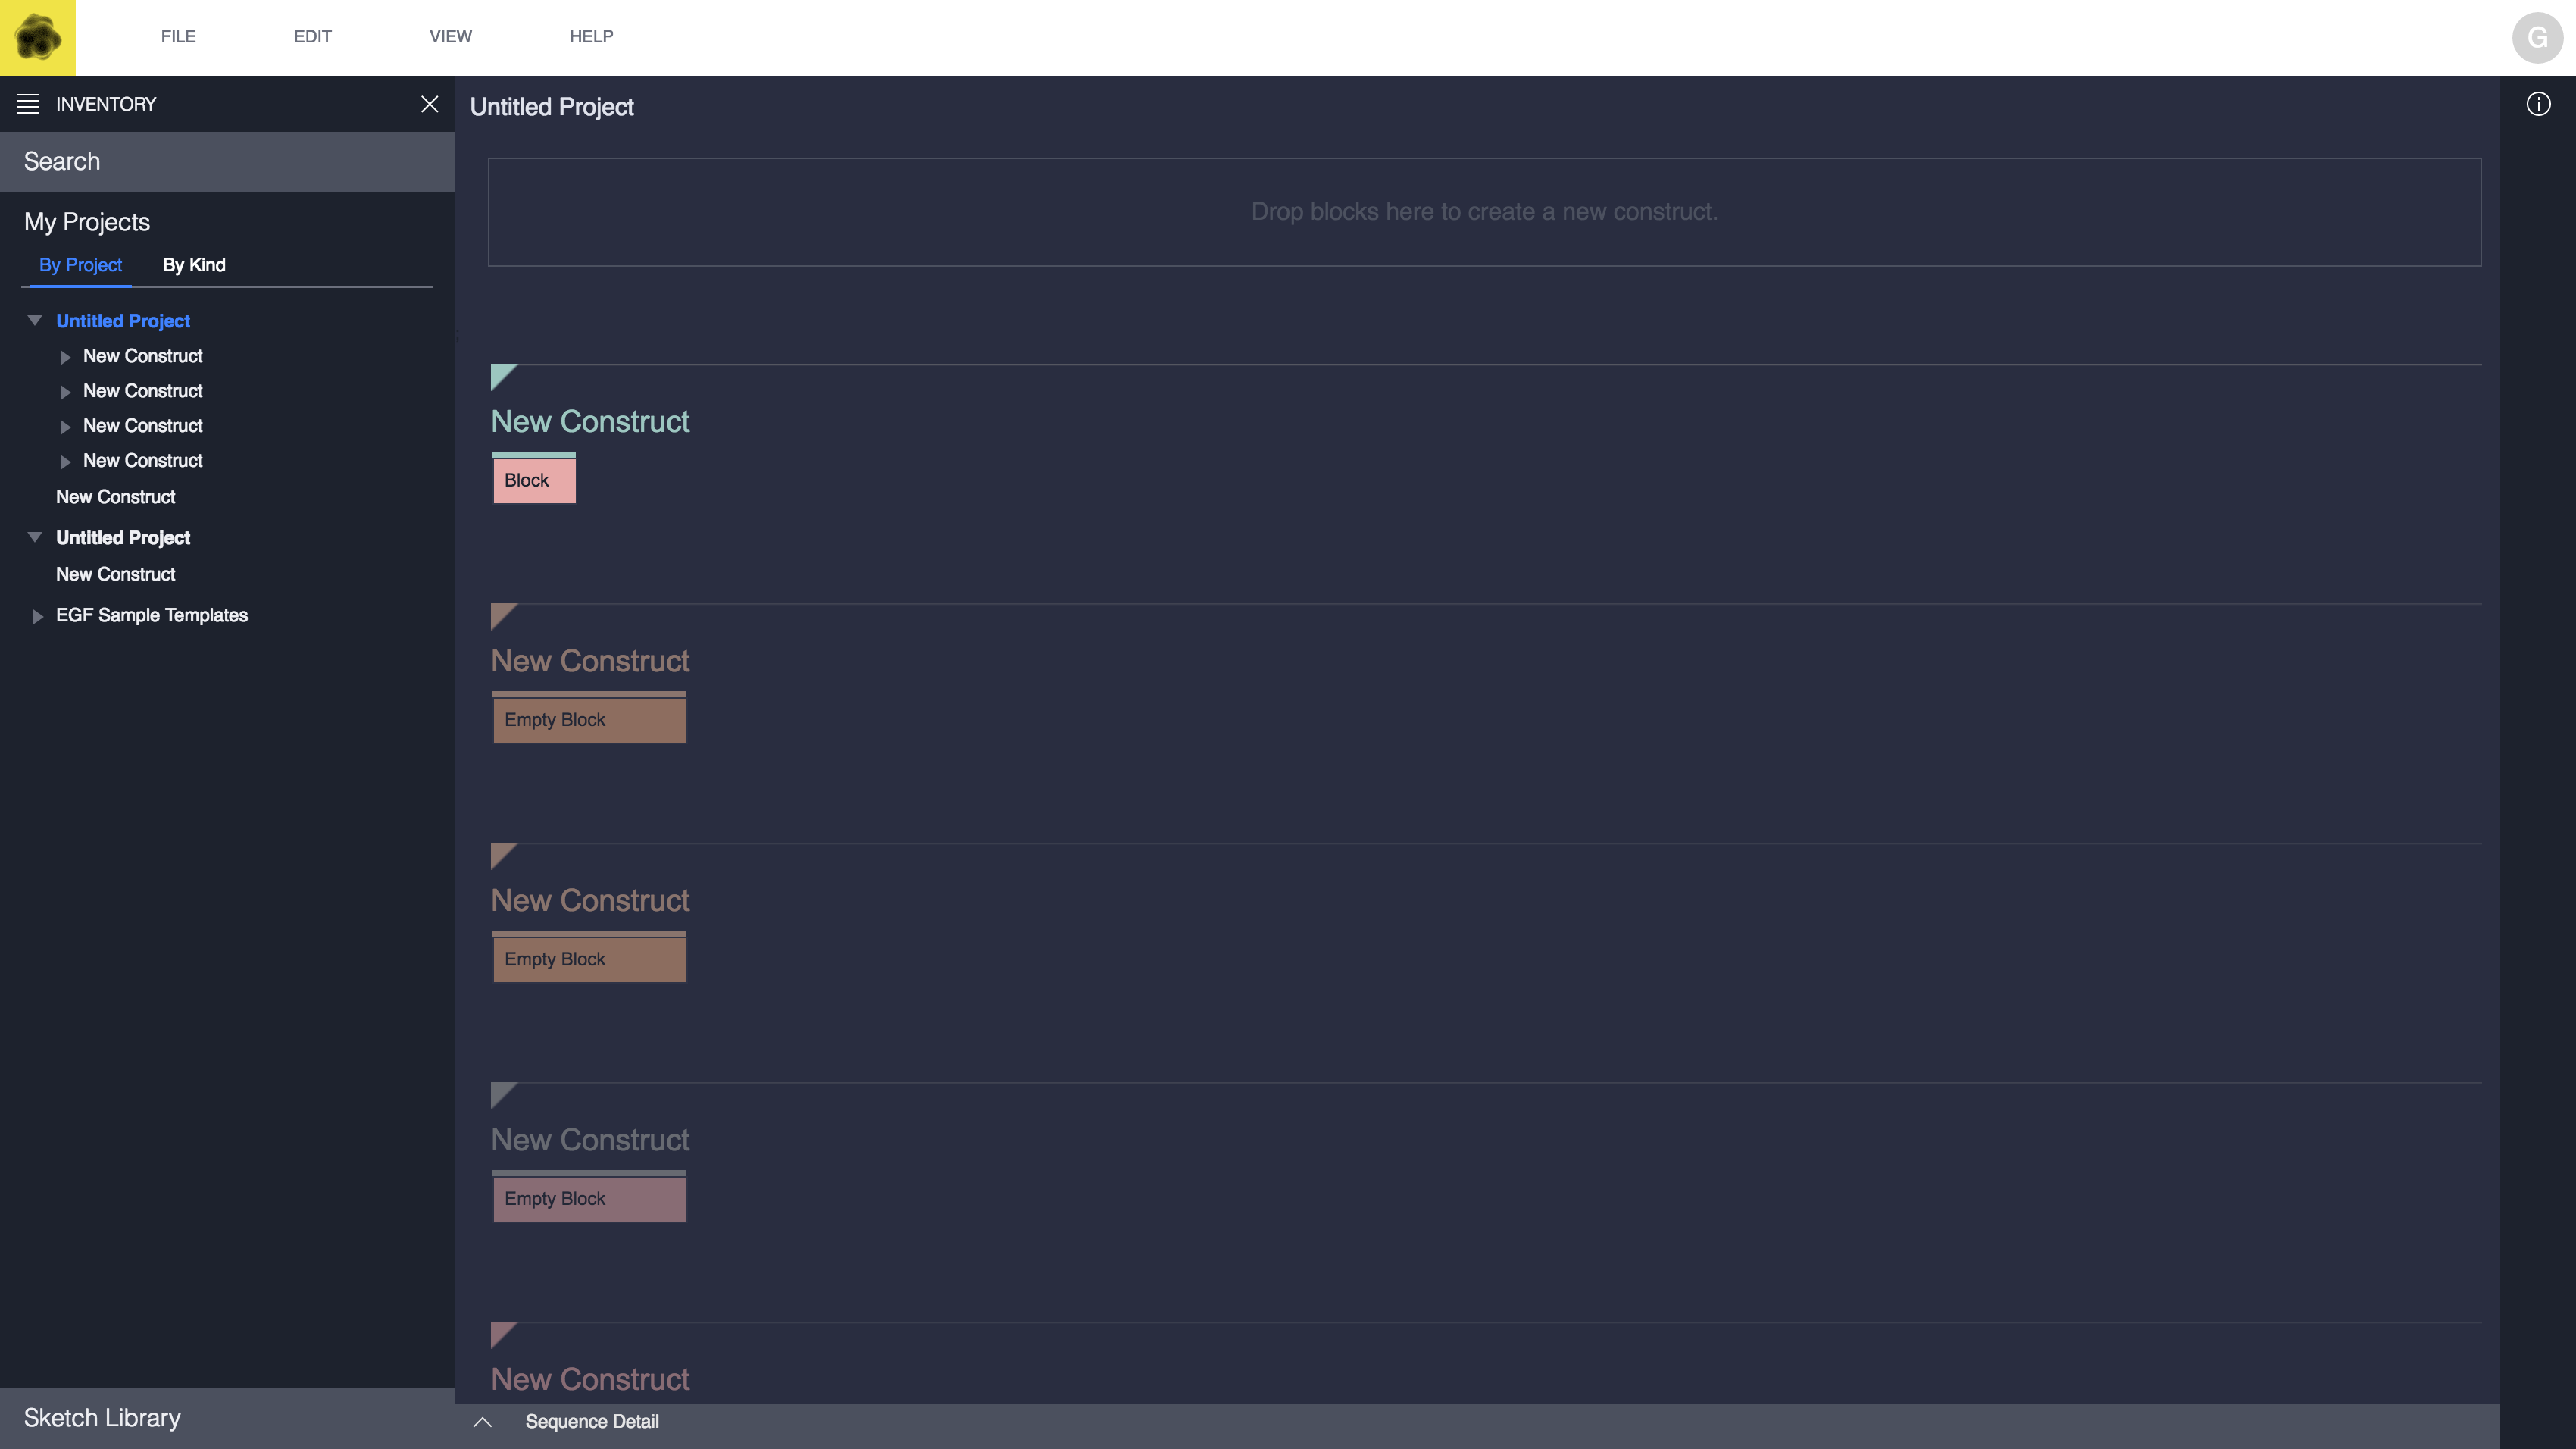 FILE EDIT VIEW HELP
G
INVENTORY
Search
My Projects
By Project By Kind
Untitled Project
New Construct
New Construct
New Construct
New Construct
New Construct
Untitled Project
New Construct
EGF Sample Templates
Sketch Library
Untitled Project
Drop blocks here to create a new construct.
New Construct
Block
New Construct
Empty Block
New Construct
Empty Block
New Construct
Empty Block
New Construct
Sequence Detail